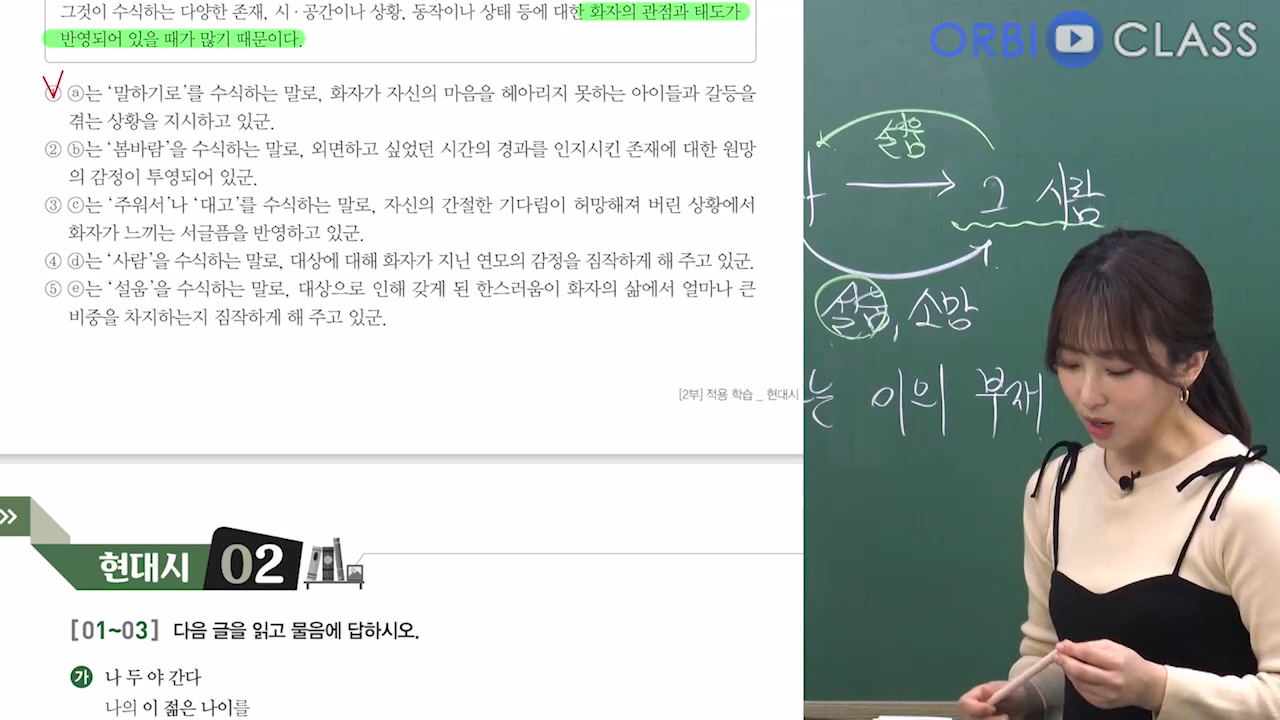 그것이 수식하는 다양한 존재, 시·공간이나 상황, 동작이나 상태 등에 대한 화자의 관점과 태도가
반영되어 있을 때가 많기 때문이다.
① ⓐ는 ‘말하기로’를 수식하는 말로, 화자가 자신의 마음을 헤아리지 못하는 아이들과 갈등을
겪는 상황을 지시하고 있군.
② ⓑ는 ‘봄바람’을 수식하는 말로, 외면하고 싶었던 시간의 경과를 인지시킨 존재에 대한 원망
의 감정이 투영되어 있군.
③ ⓒ는 ‘주워서’나 ‘대고’를 수식하는 말로, 자신의 간절한 기다림이 허망해져 버린 상황에서
화자가 느끼는 서글픔을 반영하고 있군.
④ ⓓ는 ‘사람’을 수식하는 말로, 대상에 대해 화자가 지닌 연모의 감정을 짐작하게 해 주고 있군.
⑤ ⓔ는 ‘설움’을 수식하는 말로, 대상으로 인해 갖게 된 한스러움이 화자의 삶에서 얼마나 큰
비중을 차지하는지 짐작하게 해 주고 있군.
[2부] 적용 학습 _ 현대시
현대시 02
[01~03] 다음 글을 읽고 물음에 답하시오.
가 나 두 야 간다
나의 이 젊은 나이를
ORBI CLASS
설움
그 사람
설움, 소망
는 이의 부재